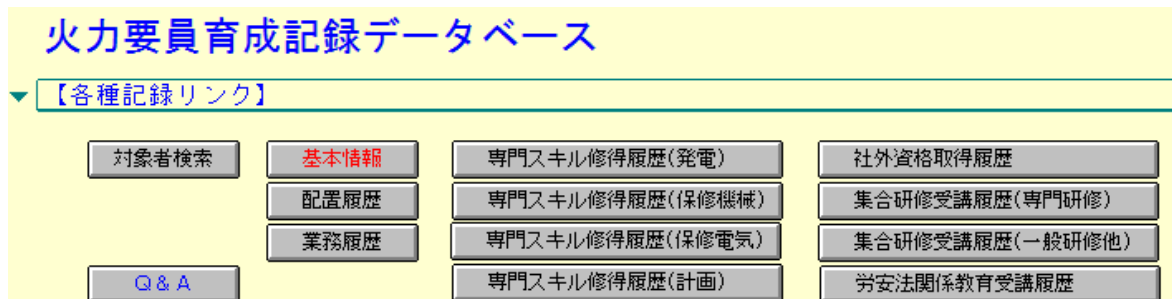 火力要員育成記録データベース
【各種記録リンク】
対象者検索 基本情報 専門スキル修得履歴(発電) 社外資格取得履歴
配置履歴 専門スキル修得履歴(保修機械) 集合研修受講履歴(専門研修)
業務履歴 専門スキル修得履歴(保修電気) 集合研修受講履歴(一般研修他)
Q&A 専門スキル修得履歴(計画) 労安法関係教育受講履歴